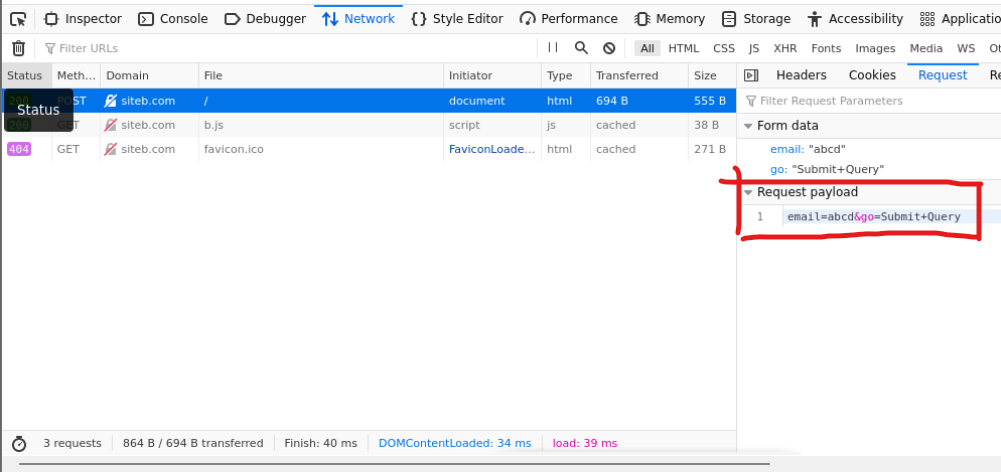 Inspector Console Debugger Network Style Editor Performance Memory Storage Accessibility Applicatio
Filter URLs All HTML CSS JS XHR Fonts Images Media WS Ot
Status Meth... Domain File Initiator Type Transferred Size
200 POST siteb.com / document html 694 B 555 B
Status
200 GET siteb.com b.js script js cached 38 B
404 GET siteb.com favicon.ico FaviconLoade... html cached 271 B
Headers Cookies Request Re
Filter Request Parameters
Form data
email: "abcd"
go: "Submit+Query"
Request payload
1 email=abcd&go=Submit+Query
3 requests 864 B / 694 B transferred Finish: 40 ms DOMContentLoaded: 34 ms load: 39 ms